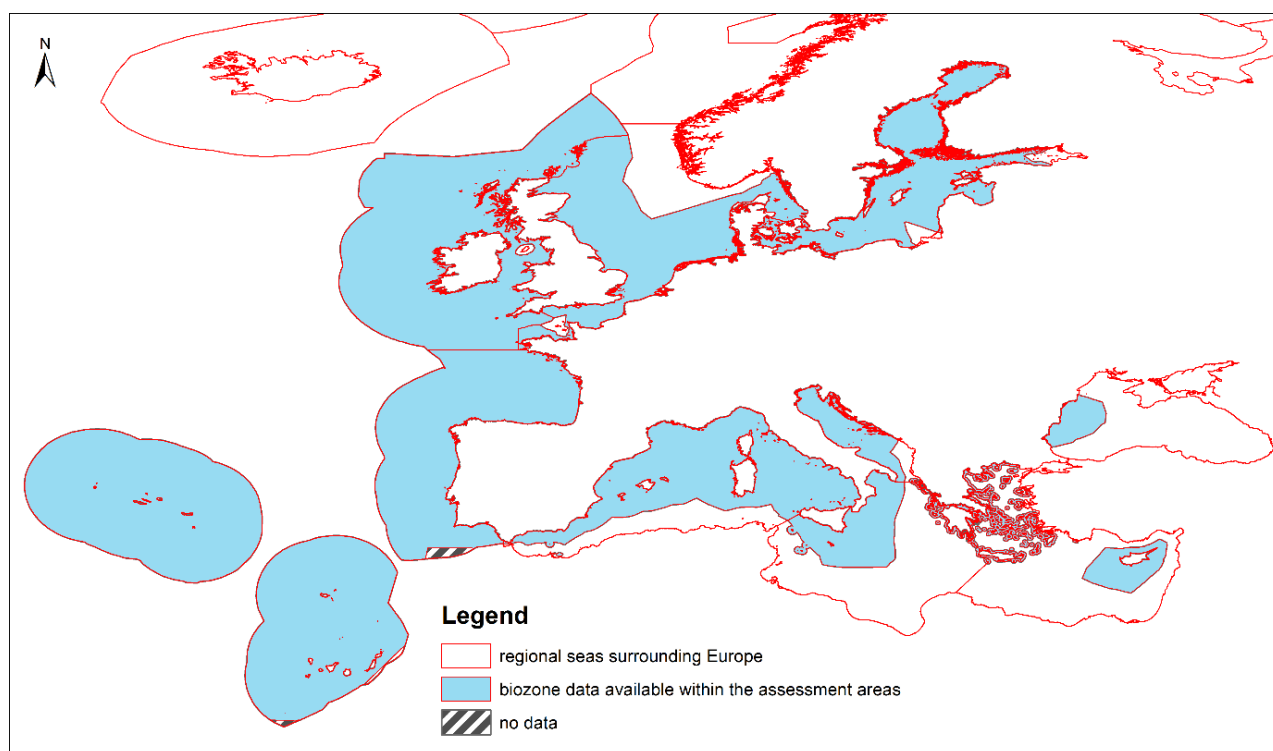 N
Legend
regional seas surrounding Europe
biozone data available within the assessment areas
no data